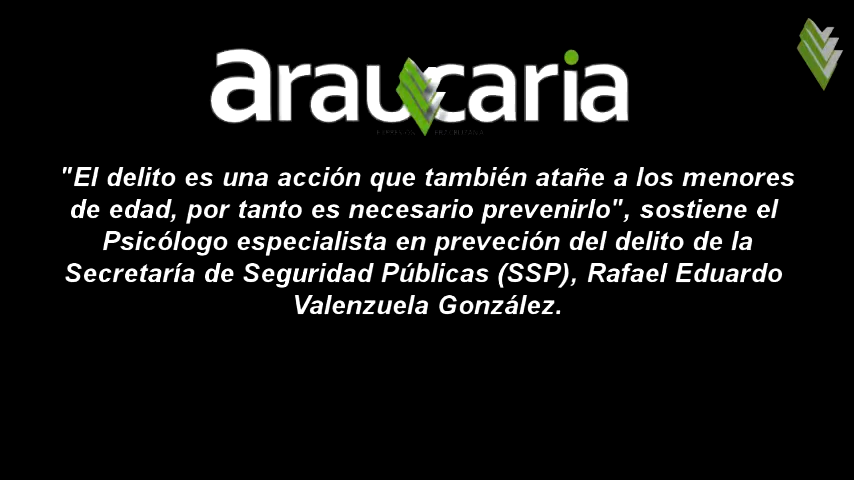 araucaria
"El delito es una acción que también atañe a los menores
de edad, por tanto es necesario prevenirlo", sostiene el
Psicólogo especialista en preveción del delito de la
Secretaría de Seguridad Públicas (SSP), Rafael Eduardo
Valenzuela González.